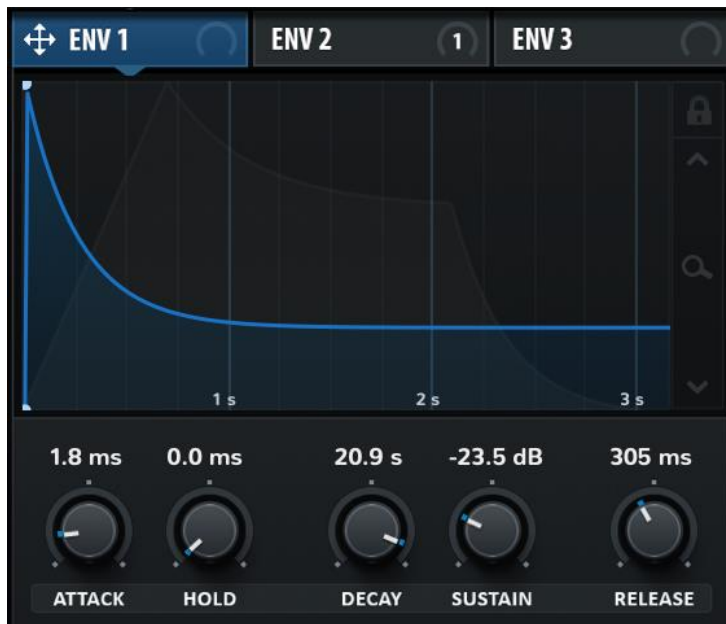 ENV 1
ENV 2
1
ENV 3
1 s
2 s
3 s
1.8 ms
0.0 ms
20.9 s
-23.5 dB
305 ms
ATTACK
HOLD
DECAY
SUSTAIN
RELEASE